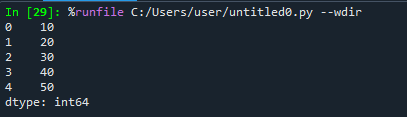 In [29]: %runfile C:/Users/user/untitled0.py --wdir
0    10
1    20
2    30
3    40
4    50
dtype: int64